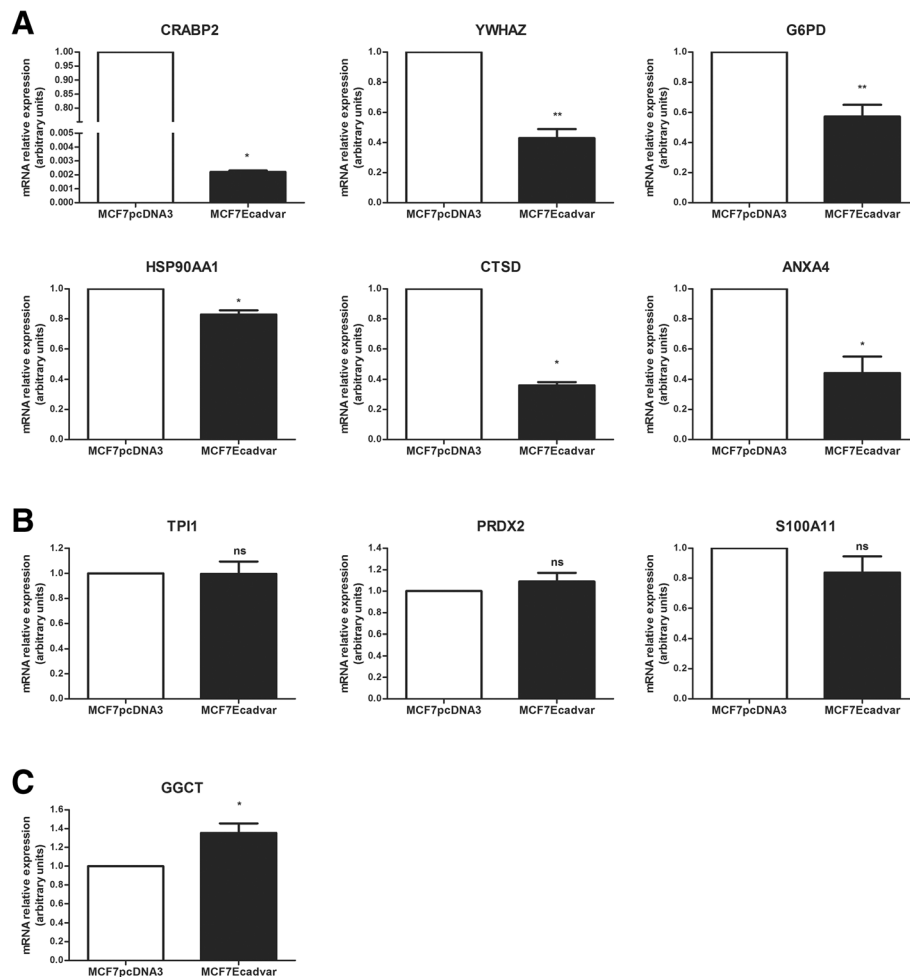 A
CRABP2
mRNA relative expression
(arbitrary units)
1.00
0.95
0.90
0.85
0.80
0.005
0.004
0.003
0.002
0.001
0.000
*
MCF7pcDNA3 MCF7Ecadvar
YWHAZ
mRNA relative expression
(arbitrary units)
1.0
0.8
0.6
0.4
0.2
0.0
**
MCF7pcDNA3 MCF7Ecadvar
G6PD
mRNA relative expression
(arbitrary units)
1.0
0.8
0.6
0.4
0.2
0.0
**
MCF7pcDNA3 MCF7Ecadvar
HSP90AA1
mRNA relative expression
(arbitrary units)
1.0
0.8
0.6
0.4
0.2
0.0
*
MCF7pcDNA3 MCF7Ecadvar
CTSD
mRNA relative expression
(arbitrary units)
1.0
0.8
0.6
0.4
0.2
0.0
*
MCF7pcDNA3 MCF7Ecadvar
ANXA4
mRNA relative expression
(arbitrary units)
1.0
0.8
0.6
0.4
0.2
0.0
*
MCF7pcDNA3 MCF7Ecadvar
B
TPI1
mRNA relative expression
(arbitrary units)
1.2
1.0
0.8
0.6
0.4
0.2
0.0
ns
MCF7pcDNA3 MCF7Ecadvar
PRDX2
mRNA relative expression
(arbitrary units)
1.4
1.2
1.0
0.8
0.6
0.4
0.2
0.0
ns
MCF7pcDNA3 MCF7Ecadvar
S100A11
mRNA relative expression
(arbitrary units)
1.0
0.8
0.6
0.4
0.2
0.0
ns
MCF7pcDNA3 MCF7Ecadvar
C
GGCT
mRNA relative expression
(arbitrary units)
1.6
1.4
1.2
1.0
0.8
0.6
0.4
0.2
0.0
*
MCF7pcDNA3 MCF7Ecadvar